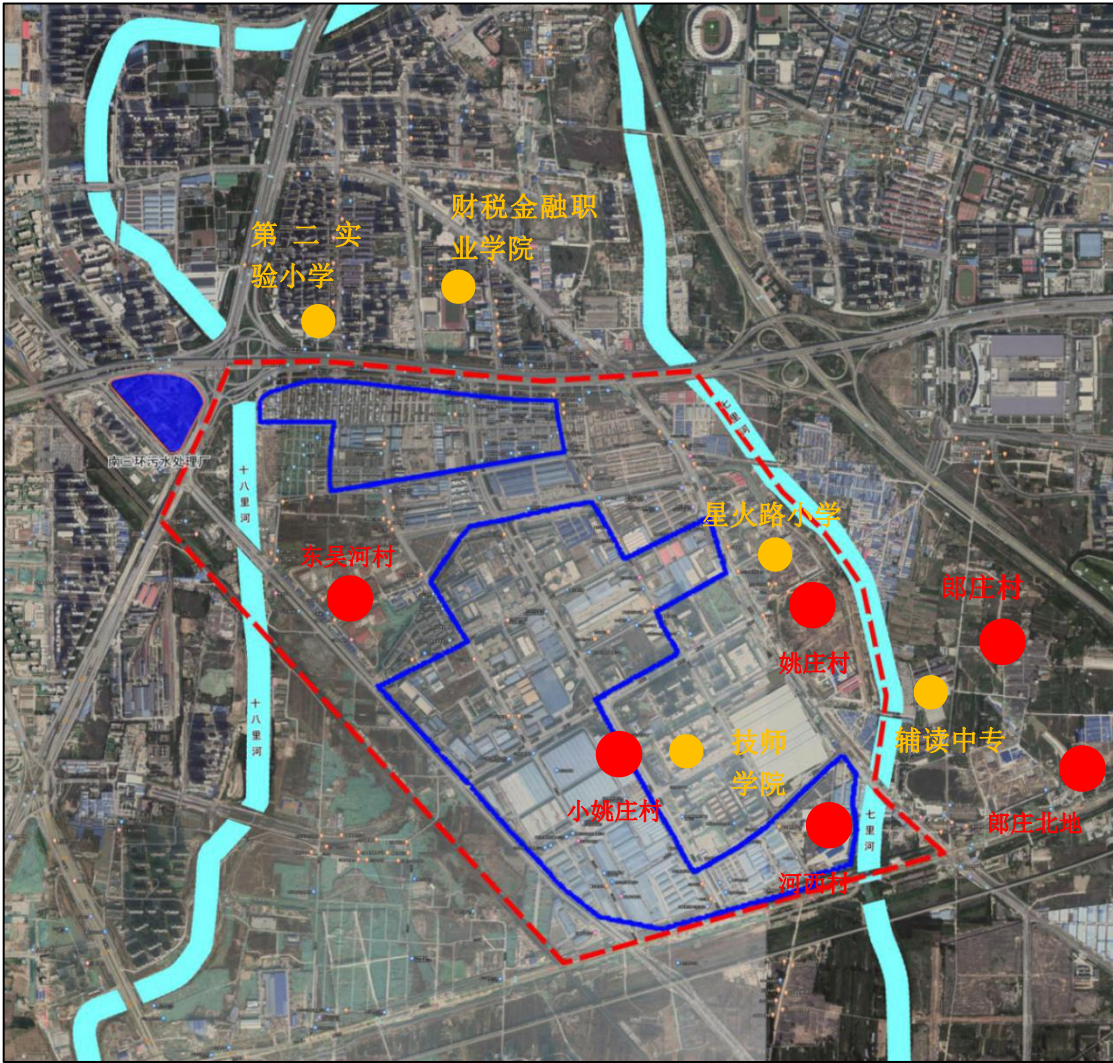 财税金融职
业学院
第二实
验小学
七里河
南三环污水处理厂
十八里河
星火路小学
东吴河村
郎庄村
姚庄村
十八里河
辅读中专
技师
学院
小姚庄村
七里河
郎庄北地
河西村